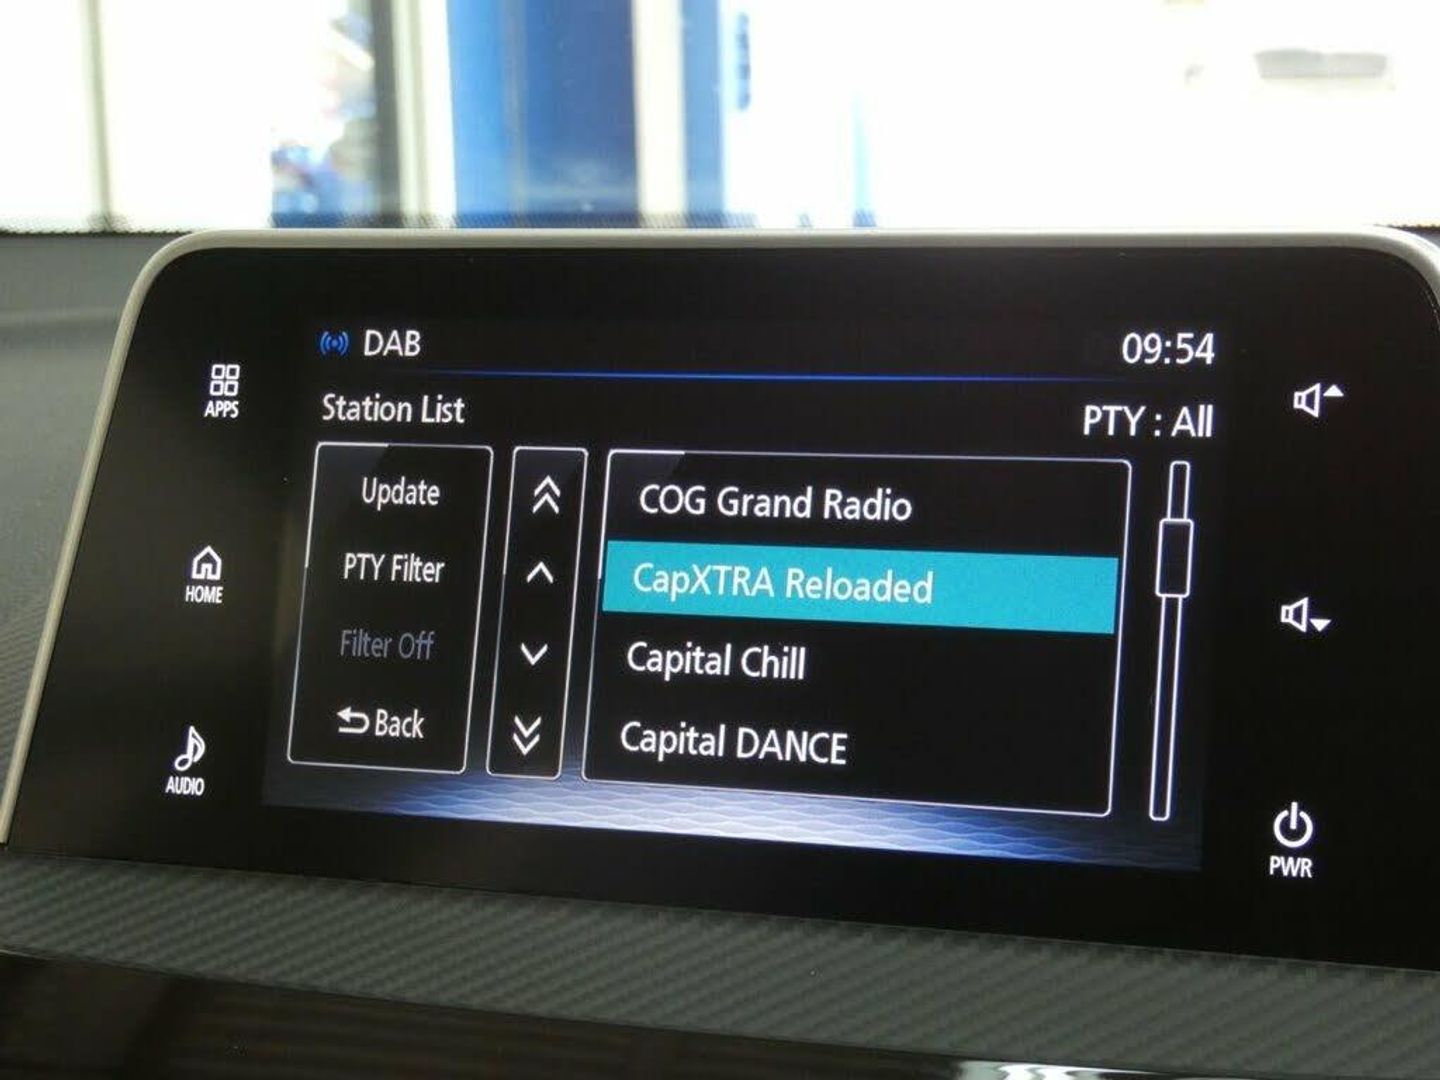 DAB
09:54
APPS
Station List
PTY : All
Update
COG Grand Radio
PTY Filter
CapXTRA Reloaded
HOME
Filter Off
Capital Chill
Back
Capital DANCE
AUDIO
PWR